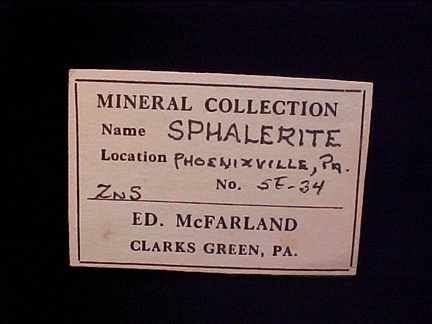 MINERAL COLLECTION
Name SPHALERITE
Location PHOENIXVILLE, PA.
No. SE-34
ZNS
ED. McFARLAND
CLARKS GREEN, PA.